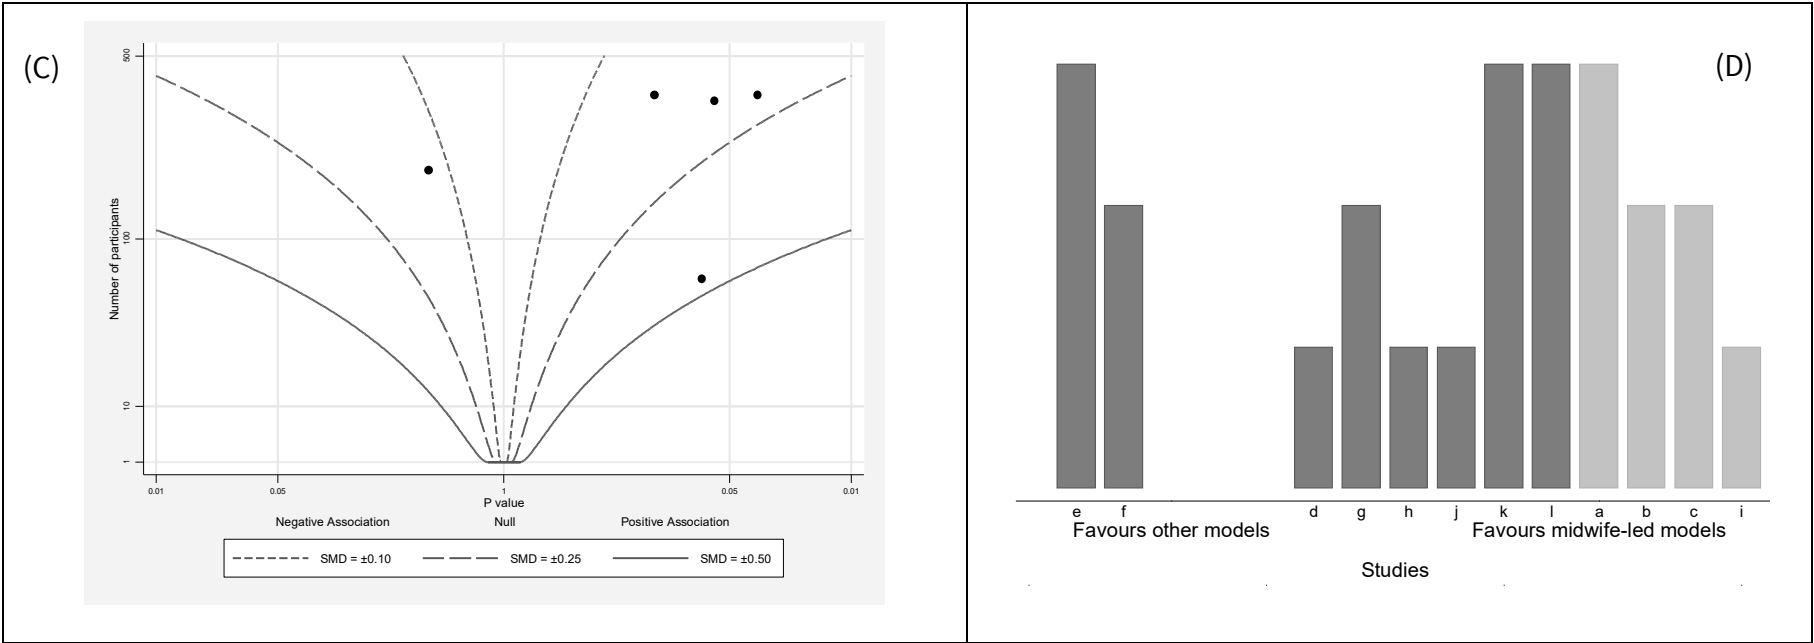 (C)
500
100
10
1
Number of participants
0.01 0.05 1 0.05 0.01
P value
Negative Association Null Positive Association
SMD = ±0.10 SMD = ±0.25 SMD = ±0.50
(D)
e f d g h j k l a b c i
Favours other models Favours midwife-led models
Studies